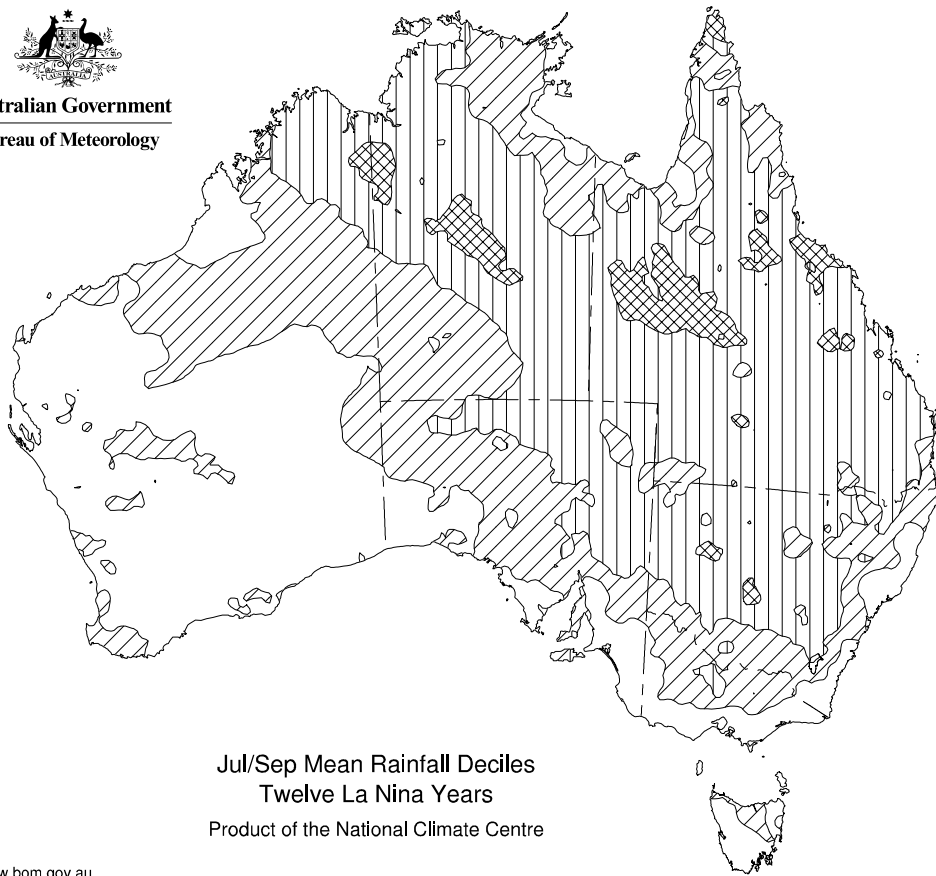 AUSTRALIA
tralian Government
reau of Meteorology
Jul/Sep Mean Rainfall Deciles
Twelve La Nina Years
Product of the National Climate Centre
w.bom.gov.au